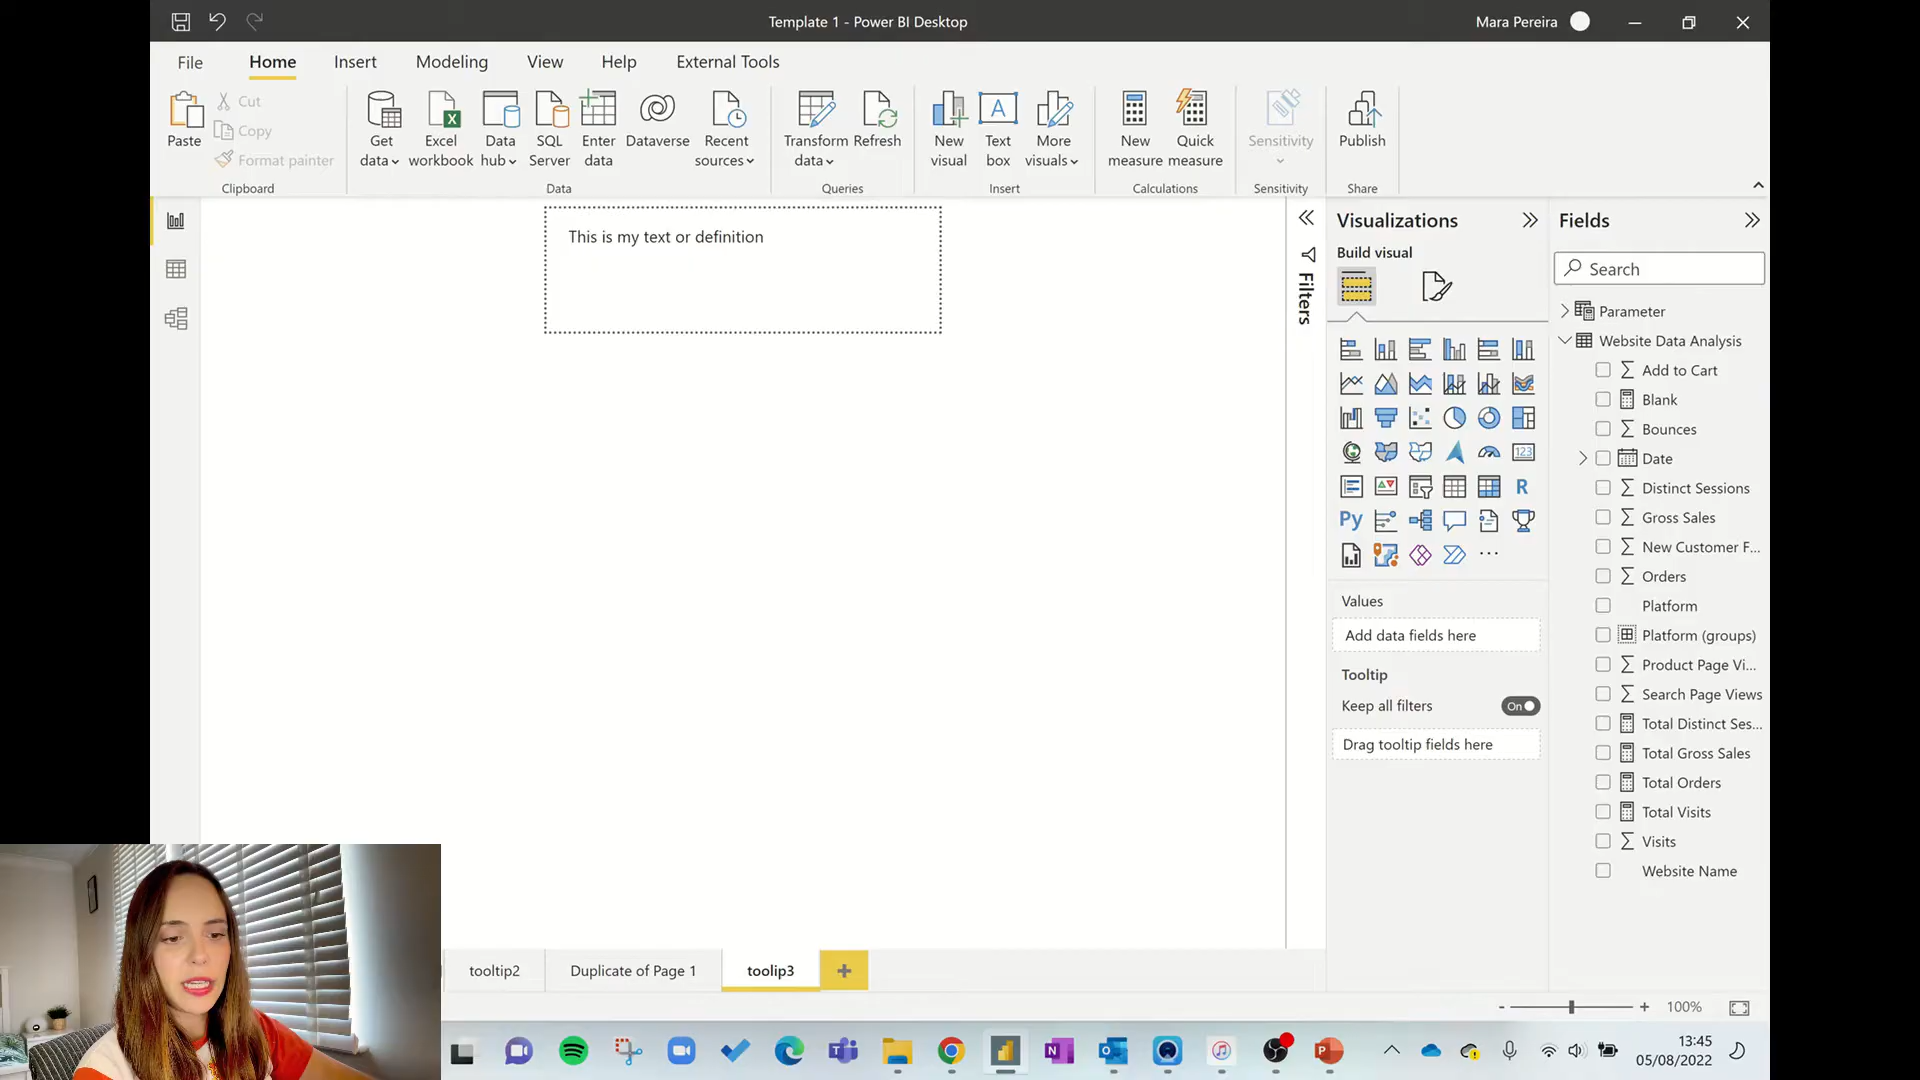 Template 1 - Power BI Desktop
Mara Pereira
File
Home
Insert
Modeling
View
Help
External Tools
Paste
Cut
Copy
Format painter
Clipboard
Get data
Excel workbook
Data hub
SQL Server
Enter data
Dataverse
Recent sources
Data
Transform data
Refresh
Queries
New visual
Text box
More visuals
Insert
New measure
Quick measure
Calculations
Sensitivity
Sensitivity
Publish
Share
This is my text or definition
Filters
Visualizations
Build visual
R
Py
123
Values
Add data fields here
Tooltip
Keep all filters
On
Drag tooltip fields here
Fields
Search
Parameter
Website Data Analysis
Add to Cart
Blank
Bounces
Date
Distinct Sessions
Gross Sales
New Customer F...
Orders
Platform
Platform (groups)
Product Page Vi...
Search Page Views
Total Distinct Ses...
Total Gross Sales
Total Orders
Total Visits
Visits
Website Name
tooltip2
Duplicate of Page 1
toolip3
100%
13:45
05/08/2022